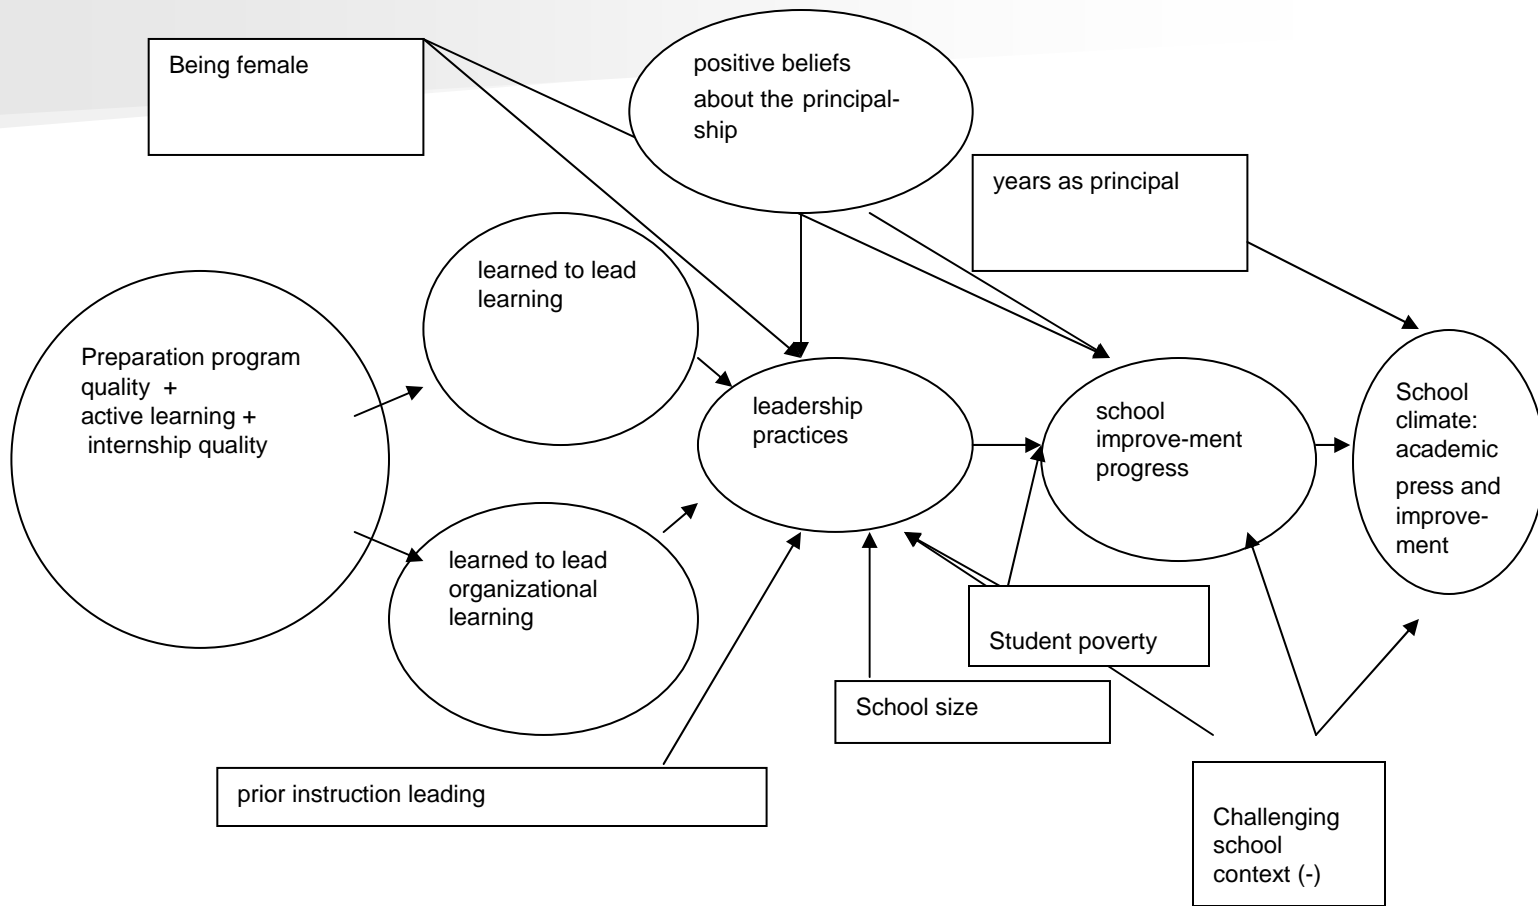 Being female
positive beliefs
about the principal-
ship
years as principal
learned to lead
learning
Preparation program
quality +
active learning +
internship quality
leadership
practices
school
improve-ment
progress
School
climate:
academic
press and
improve-
ment
learned to lead
organizational
learning
Student poverty
School size
prior instruction leading
Challenging
school
context (-)